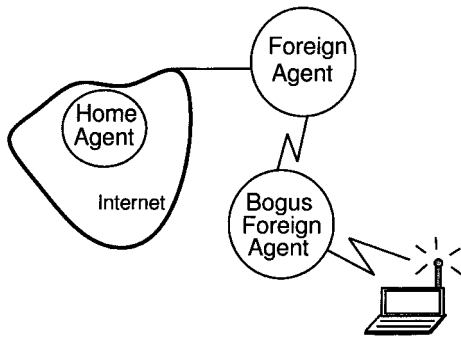 Foreign
Agent
Home
Agent
Internet
Bogus
Foreign
Agent